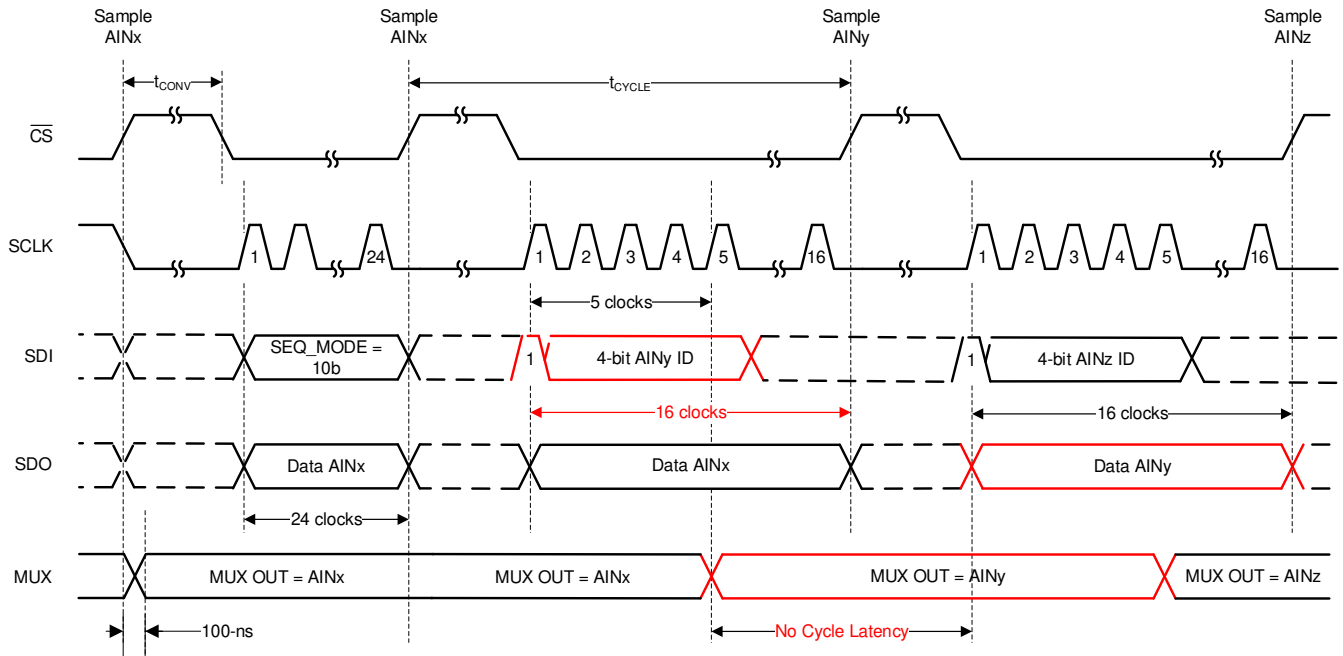 Sample
AINx
Sample
AINx
Sample
AINy
Sample
AINz
tCONV
tCYCLE
CS
SCLK
1
24
1
2
3
4
5
16
1
2
3
4
5
16
5 clocks
SDI
SEQ_MODE =
10b
1
4-bit AINy ID
1
4-bit AINz ID
16 clocks
16 clocks
SDO
Data AINx
Data AINx
Data AINy
24 clocks
MUX
MUX OUT = AINx
MUX OUT = AINx
MUX OUT = AINy
MUX OUT = AINz
100-ns
No Cycle Latency